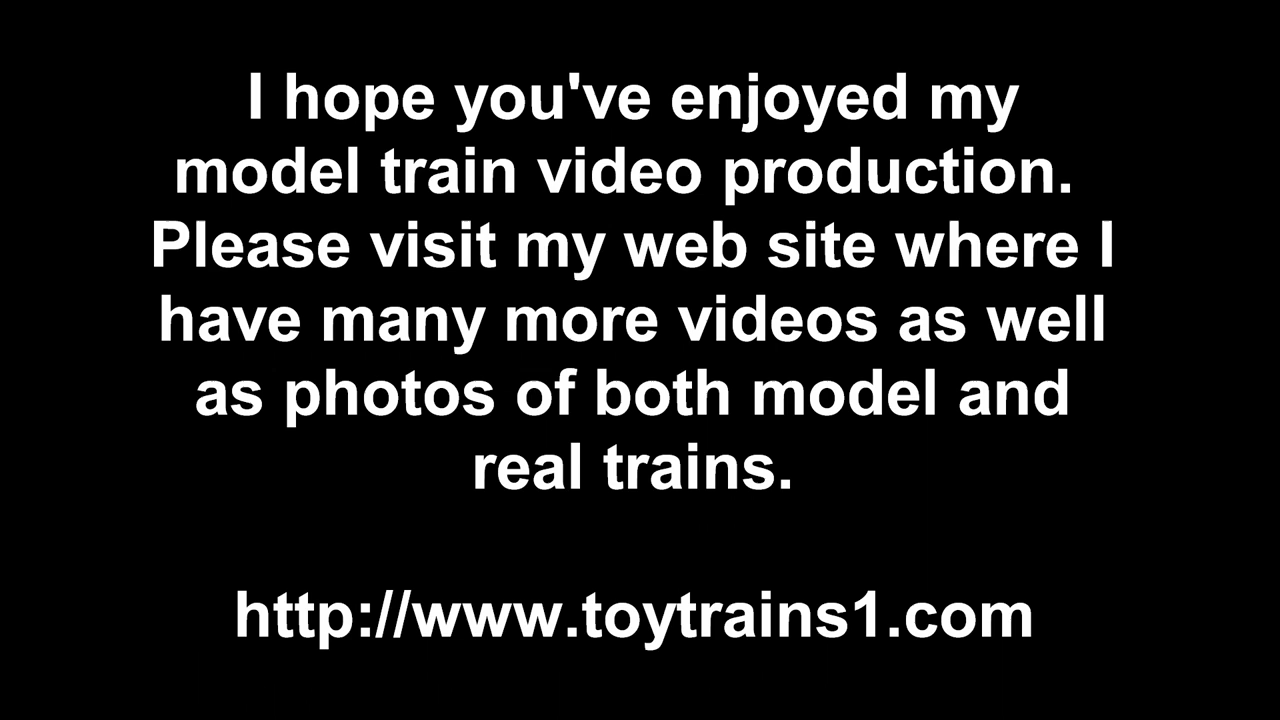 I hope you've enjoyed my
model train video production.
Please visit my web site where I
have many more videos as well
as photos of both model and
real trains.
http://www.toytrains1.com